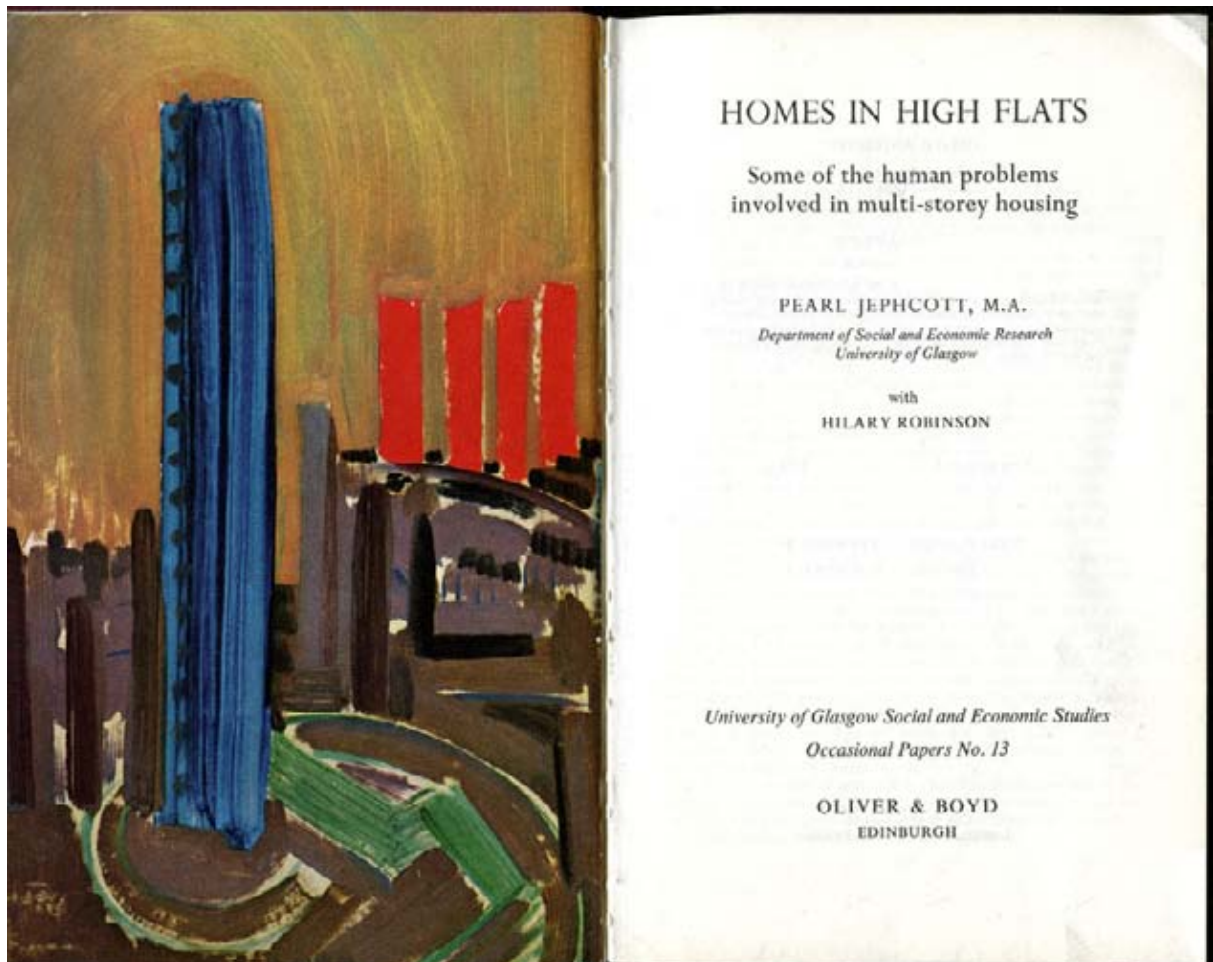 HOMES IN HIGH FLATS
Some of the human problems
involved in multi-storey housing
PEARL JEPHCOTT, M.A.
Department of Social and Economic Research
University of Glasgow
with
HILARY ROBINSON
University of Glasgow Social and Economic Studies
Occasional Papers No. 13
OLIVER & BOYD
EDINBURGH